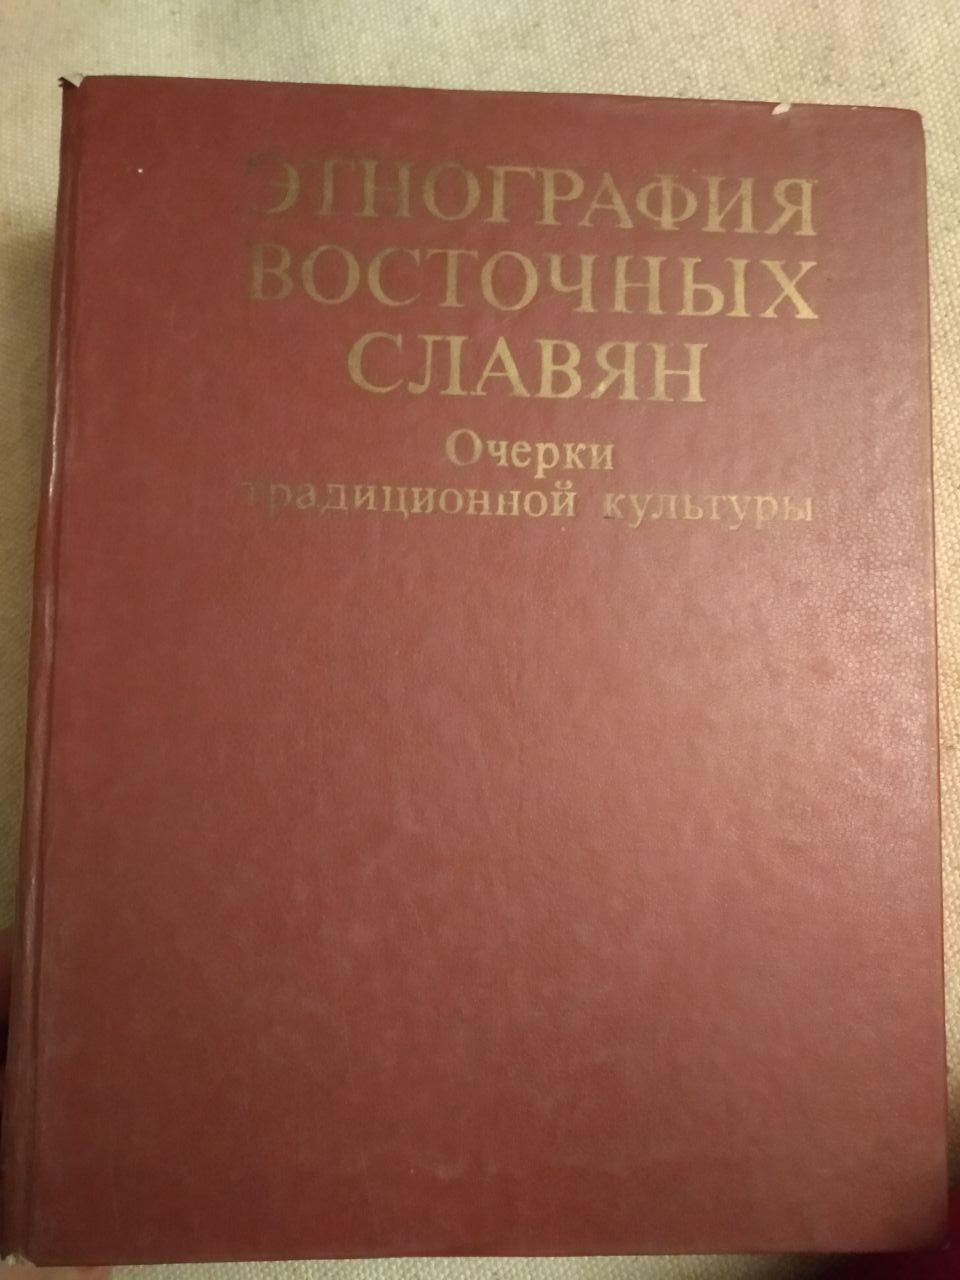 ЭТНОГРАФИЯ
ВОСТОЧНЫХ
СЛАВЯН
Очерки
традиционной культуры